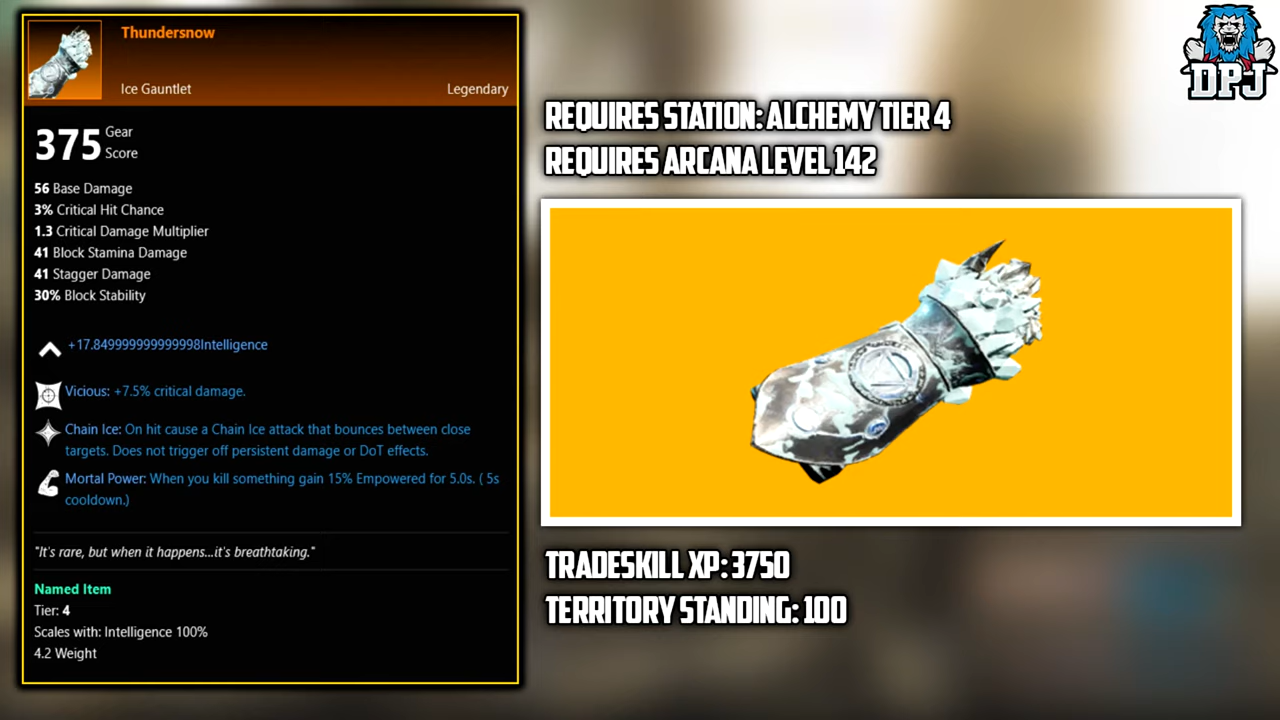 Thundersnow
Ice Gauntlet
Legendary
375 Gear Score
56 Base Damage
3% Critical Hit Chance
1.3 Critical Damage Multiplier
41 Block Stamina Damage
41 Stagger Damage
30% Block Stability
+17.849999999999998Intelligence
Vicious: +7.5% critical damage.
Chain Ice: On hit cause a Chain Ice attack that bounces between close
targets. Does not trigger off persistent damage or DoT effects.
Mortal Power: When you kill something gain 15% Empowered for 5.0s. ( 5s
cooldown.)
"It's rare, but when it happens...it's breathtaking."
Named Item
Tier: 4
Scales with: Intelligence 100%
4.2 Weight
REQUIRES STATION: ALCHEMY TIER 4
REQUIRES ARCANA LEVEL 142
TRADESKILL XP: 3750
TERRITORY STANDING: 100
DPJ